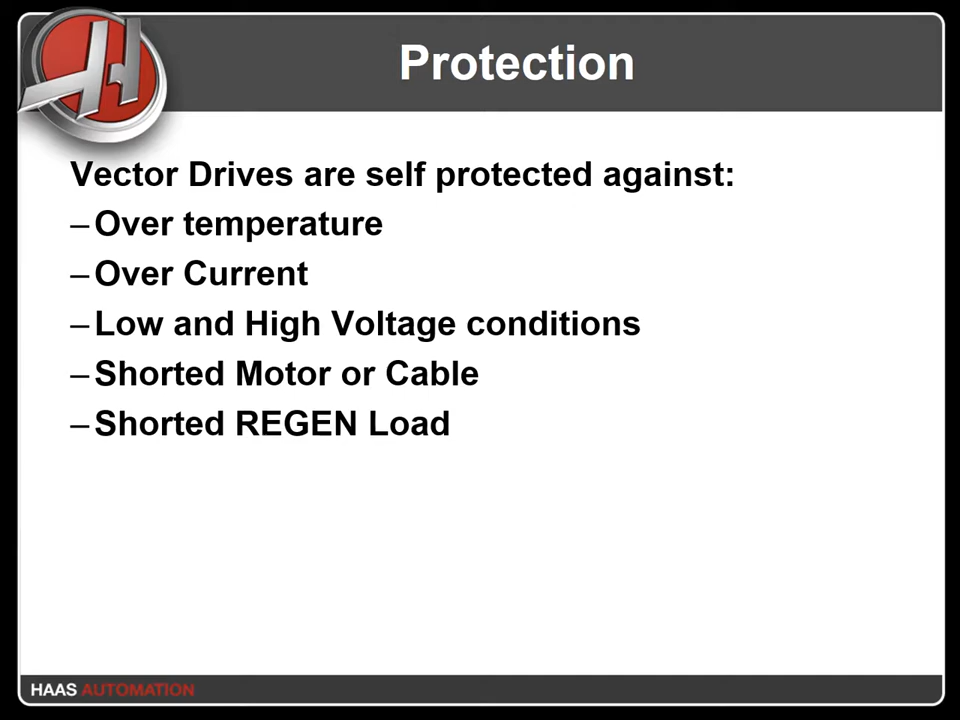 Protection
Vector Drives are self protected against:
– Over temperature
– Over Current
– Low and High Voltage conditions
– Shorted Motor or Cable
– Shorted REGEN Load
HAAS AUTOMATION